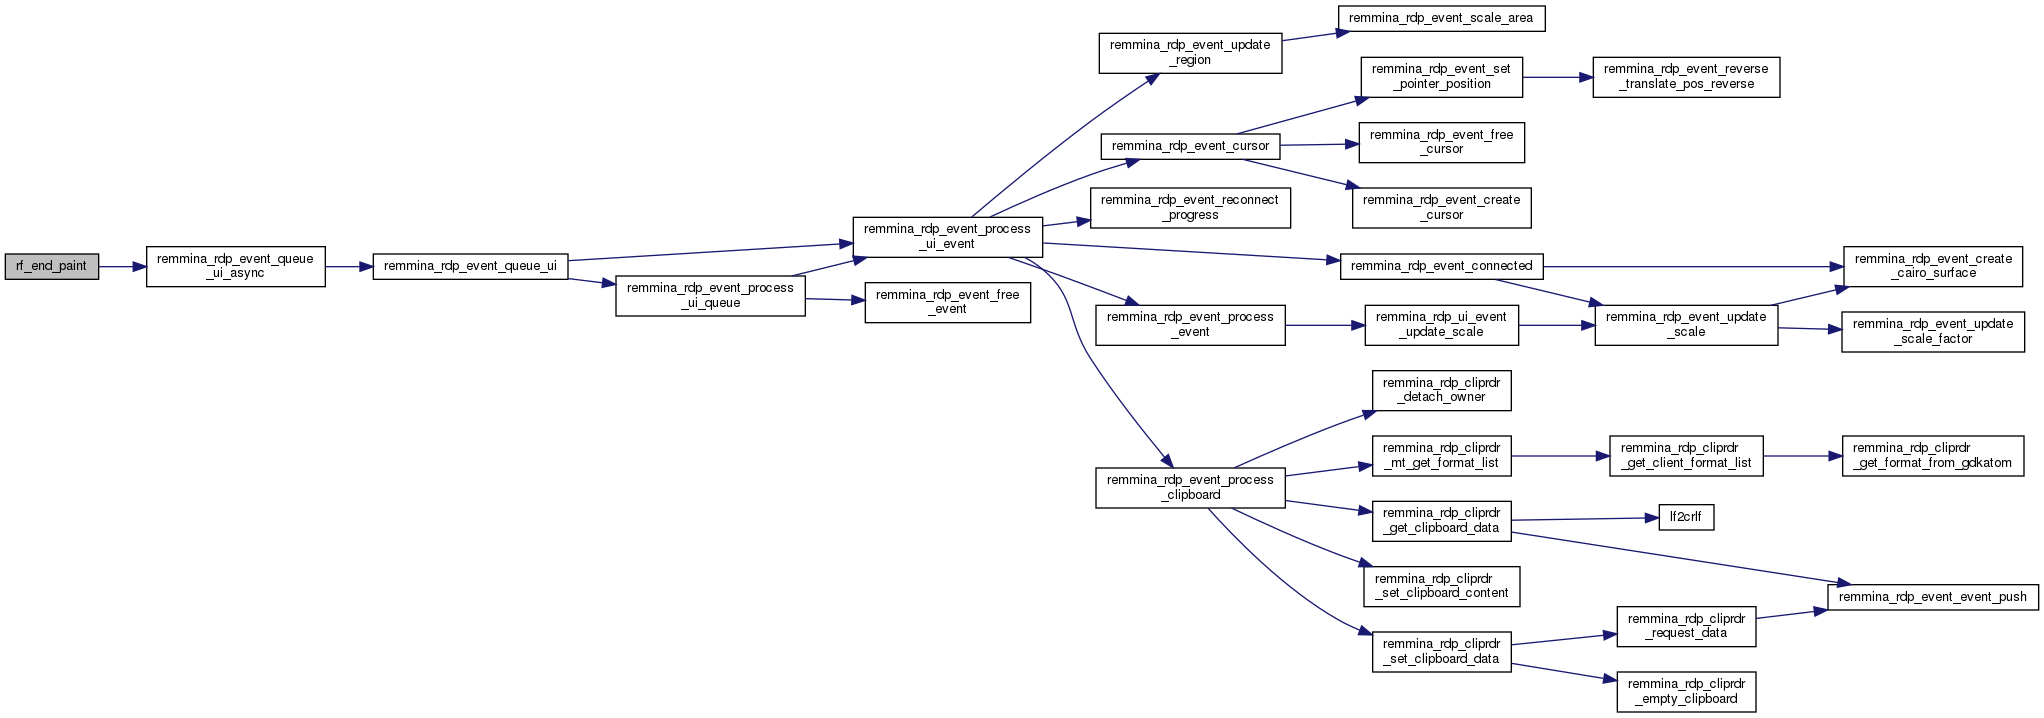 rf_end_paint
remmina_rdp_event_queue
_ui_async
remmina_rdp_event_queue_ui
remmina_rdp_event_process
_ui_queue
remmina_rdp_event_process
_ui_event
remmina_rdp_event_free
_event
remmina_rdp_event_update
_region
remmina_rdp_event_scale_area
remmina_rdp_event_cursor
remmina_rdp_event_set
_pointer_position
remmina_rdp_event_reverse
_translate_pos_reverse
remmina_rdp_event_free
_cursor
remmina_rdp_event_create
_cursor
remmina_rdp_event_reconnect
_progress
remmina_rdp_event_connected
remmina_rdp_event_create
_cairo_surface
remmina_rdp_event_process
_event
remmina_rdp_ui_event
_update_scale
remmina_rdp_event_update
_scale
remmina_rdp_event_update
_scale_factor
remmina_rdp_event_process
_clipboard
remmina_rdp_cliprdr
_detach_owner
remmina_rdp_cliprdr
_mt_get_format_list
remmina_rdp_cliprdr
_get_client_format_list
remmina_rdp_cliprdr
_get_format_from_gdkatom
remmina_rdp_cliprdr
_get_clipboard_data
lf2crlf
remmina_rdp_cliprdr
_set_clipboard_content
remmina_rdp_event_event_push
remmina_rdp_cliprdr
_set_clipboard_data
remmina_rdp_cliprdr
_request_data
remmina_rdp_cliprdr
_empty_clipboard